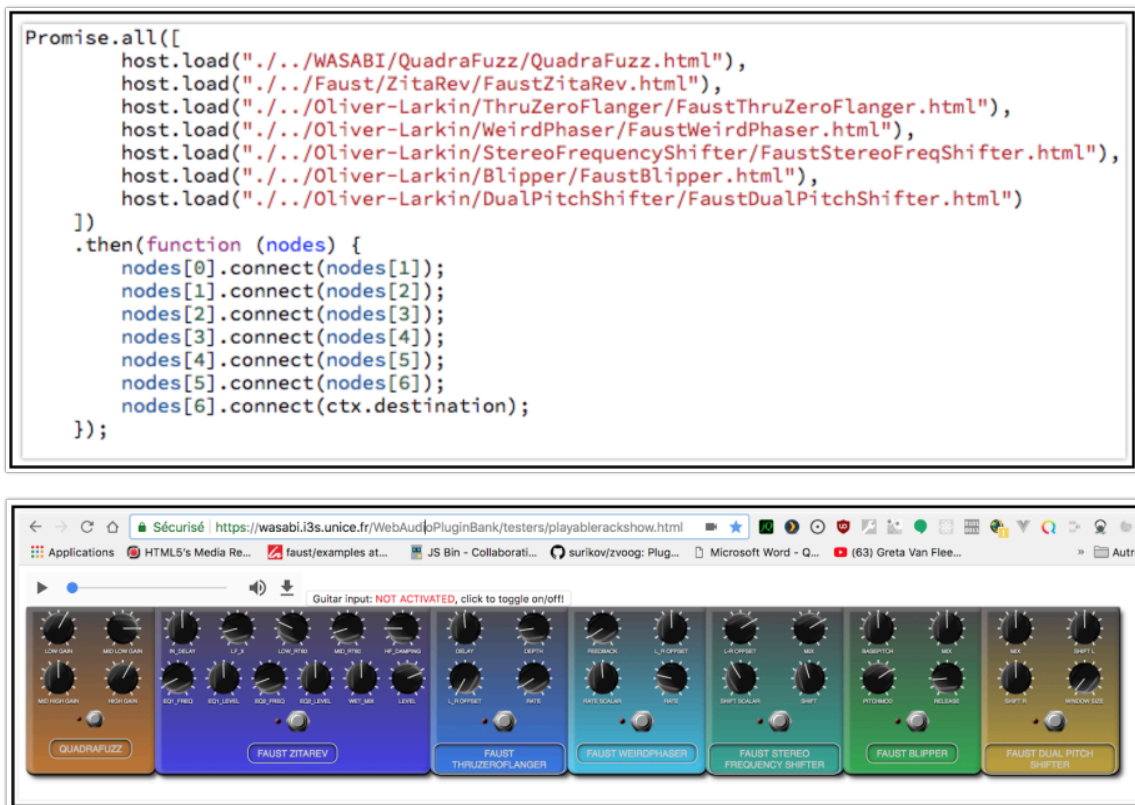 Promise.all([
host.load("./../WASABI/QuadraFuzz/QuadraFuzz.html"),
host.load("./../Faust/ZitaRev/FaustZitaRev.html"),
host.load("./../Oliver-Larkin/ThruZeroFlanger/FaustThruZeroFlanger.html"),
host.load("./../Oliver-Larkin/WeirdPhaser/FaustWeirdPhaser.html"),
host.load("./../Oliver-Larkin/StereoFrequencyShifter/FaustStereoFreqShifter.html"),
host.load("./../Oliver-Larkin/Blipper/FaustBlipper.html"),
host.load("./../Oliver-Larkin/DualPitchShifter/FaustDualPitchShifter.html")
])
.then(function (nodes) {
nodes[0].connect(nodes[1]);
nodes[1].connect(nodes[2]);
nodes[2].connect(nodes[3]);
nodes[3].connect(nodes[4]);
nodes[4].connect(nodes[5]);
nodes[5].connect(nodes[6]);
nodes[6].connect(ctx.destination);
});
Sécurisé https://wasabi.i3s.unice.fr/WebAudioPluginBank/testers/playablerackshow.html
Applications HTML5's Media Re... faust/examples at... JS Bin - Collaborati... surikov/zvoog: Plug... Microsoft Word - Q... (63) Greta Van Flee... » Autr
Guitar input: NOT ACTIVATED, click to toggle on/off!
LOW GAIN MID LOW GAIN IN_DELAY LF_X LOW_RT60 MID_RT60 HF_DAMPING DELAY DEPTH FEEDBACK L_R OFFSET L-R OFFSET MIX BASEPITCH MIX MIX SHIFT L
MID HIGH GAIN HIGH GAIN EQ1_FREQ EQ1_LEVEL EQ2_FREQ EQ2_LEVEL WET_MIX LEVEL L_R OFFSET RATE RATE SCALAR RATE SHIFT SCALAR SHIFT PITCHMOD RELEASE SHIFT R WINDOW SIZE
QUADRAFUZZ
FAUST ZITAREV
FAUST
THRUZEROFLANGER
FAUST WEIRDPHASER
FAUST STEREO
FREQUENCY SHIFTER
FAUST BLIPPER
FAUST DUAL PITCH
SHIFTER